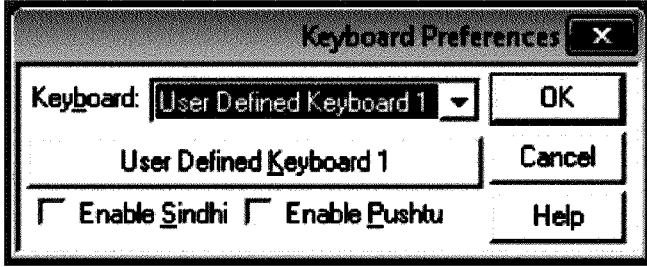 Keyboard Preferences
Keyboard: User Defined Keyboard 1 OK
User Defined Keyboard 1 Cancel
Enable Sindhi Enable Pushtu Help